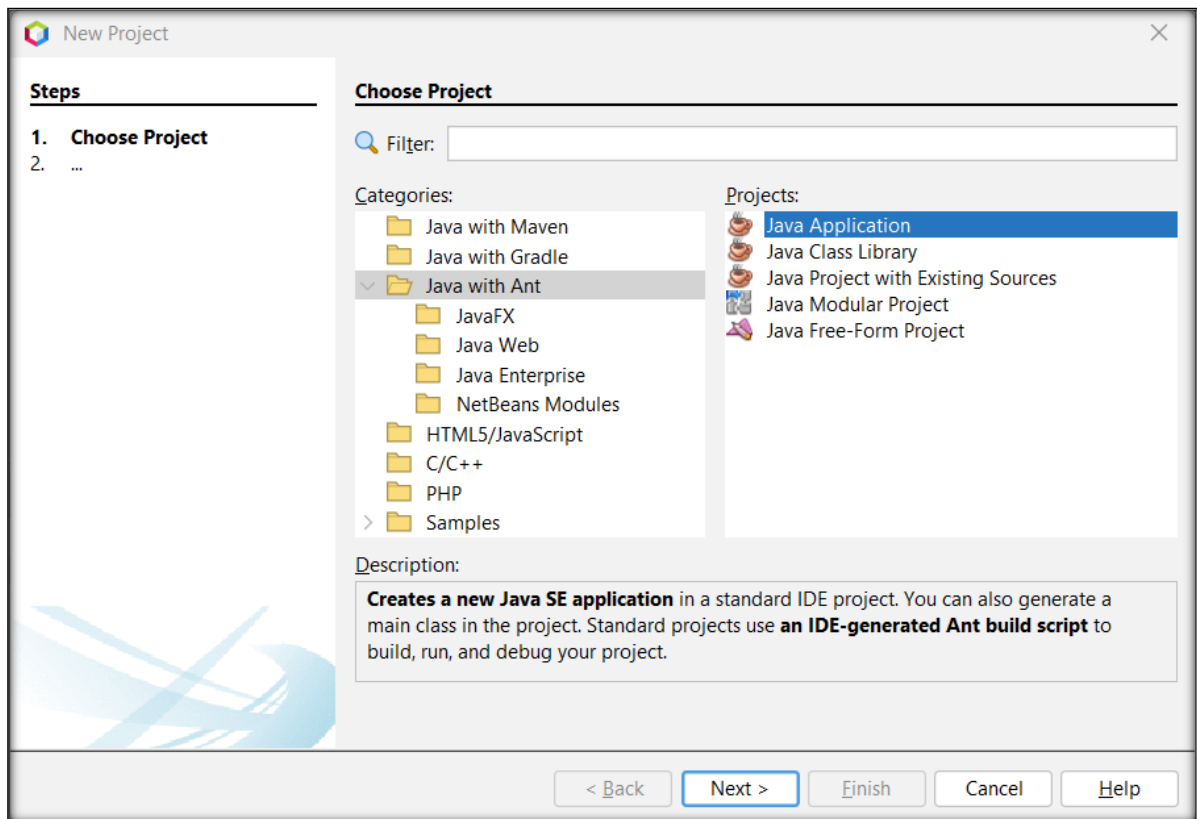 New Project
Steps
1. Choose Project
2. ...
Choose Project
Filter:
Categories:
Java with Maven
Java with Gradle
Java with Ant
JavaFX
Java Web
Java Enterprise
NetBeans Modules
HTML5/JavaScript
C/C++
PHP
Samples
Projects:
Java Application
Java Class Library
Java Project with Existing Sources
Java Modular Project
Java Free-Form Project
Description:
Creates a new Java SE application in a standard IDE project. You can also generate a
main class in the project. Standard projects use an IDE-generated Ant build script to
build, run, and debug your project.
< Back Next > Finish Cancel Help